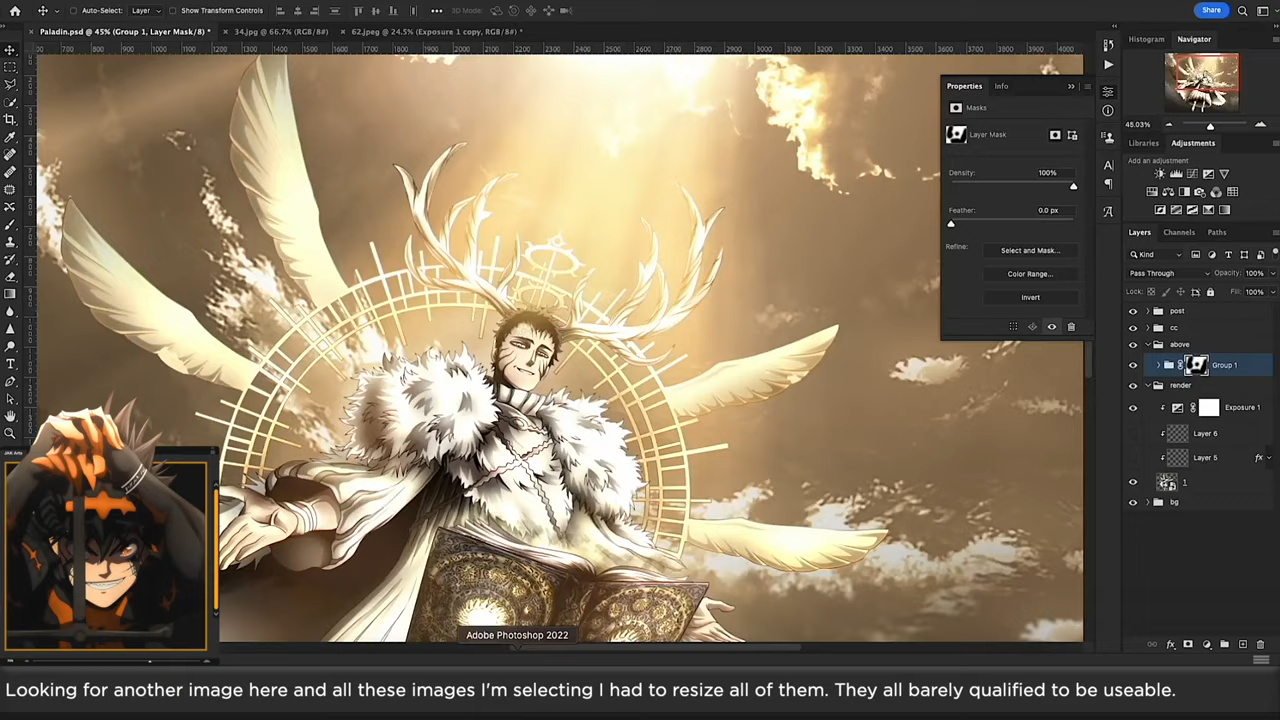 Auto-Select: Layer Show Transform Controls 3D Mode: Share
Paladin.psd @ 45% (Group 1, Layer Mask/8) * 34.jpg @ 66.7% (RGB/8#) 62.jpeg @ 24.5% (Exposure 1 copy, RGB/8#) *
Histogram Navigator
Properties Info
Masks
Layer Mask
45.03%
Libraries Adjustments
Add an adjustment
Density: 100%
Feather: 0.0 px
Refine: Select and Mask...
Color Range...
Invert
Layers Channels Paths
Kind
Pass Through Opacity: 100%
Lock: Fill: 100%
post
cc
above
Group 1
render
Exposure 1
Layer 6
Layer 5 fx
1
bg
Adobe Photoshop 2022
Looking for another image here and all these images I'm selecting I had to resize all of them. They all barely qualified to be useable.